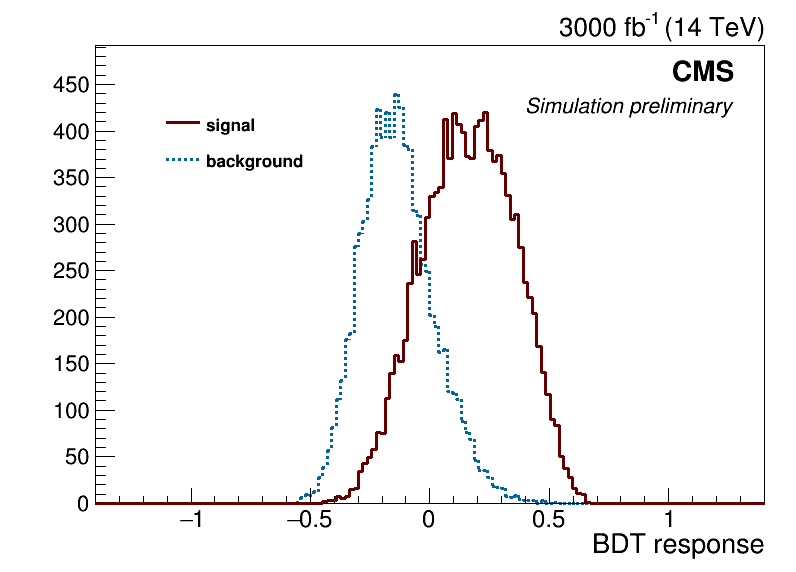 3000 fb-1 (14 TeV)
CMS
Simulation preliminary
signal
background
450
400
350
300
250
200
150
100
50
0
−1 −0.5 0 0.5 1
BDT response